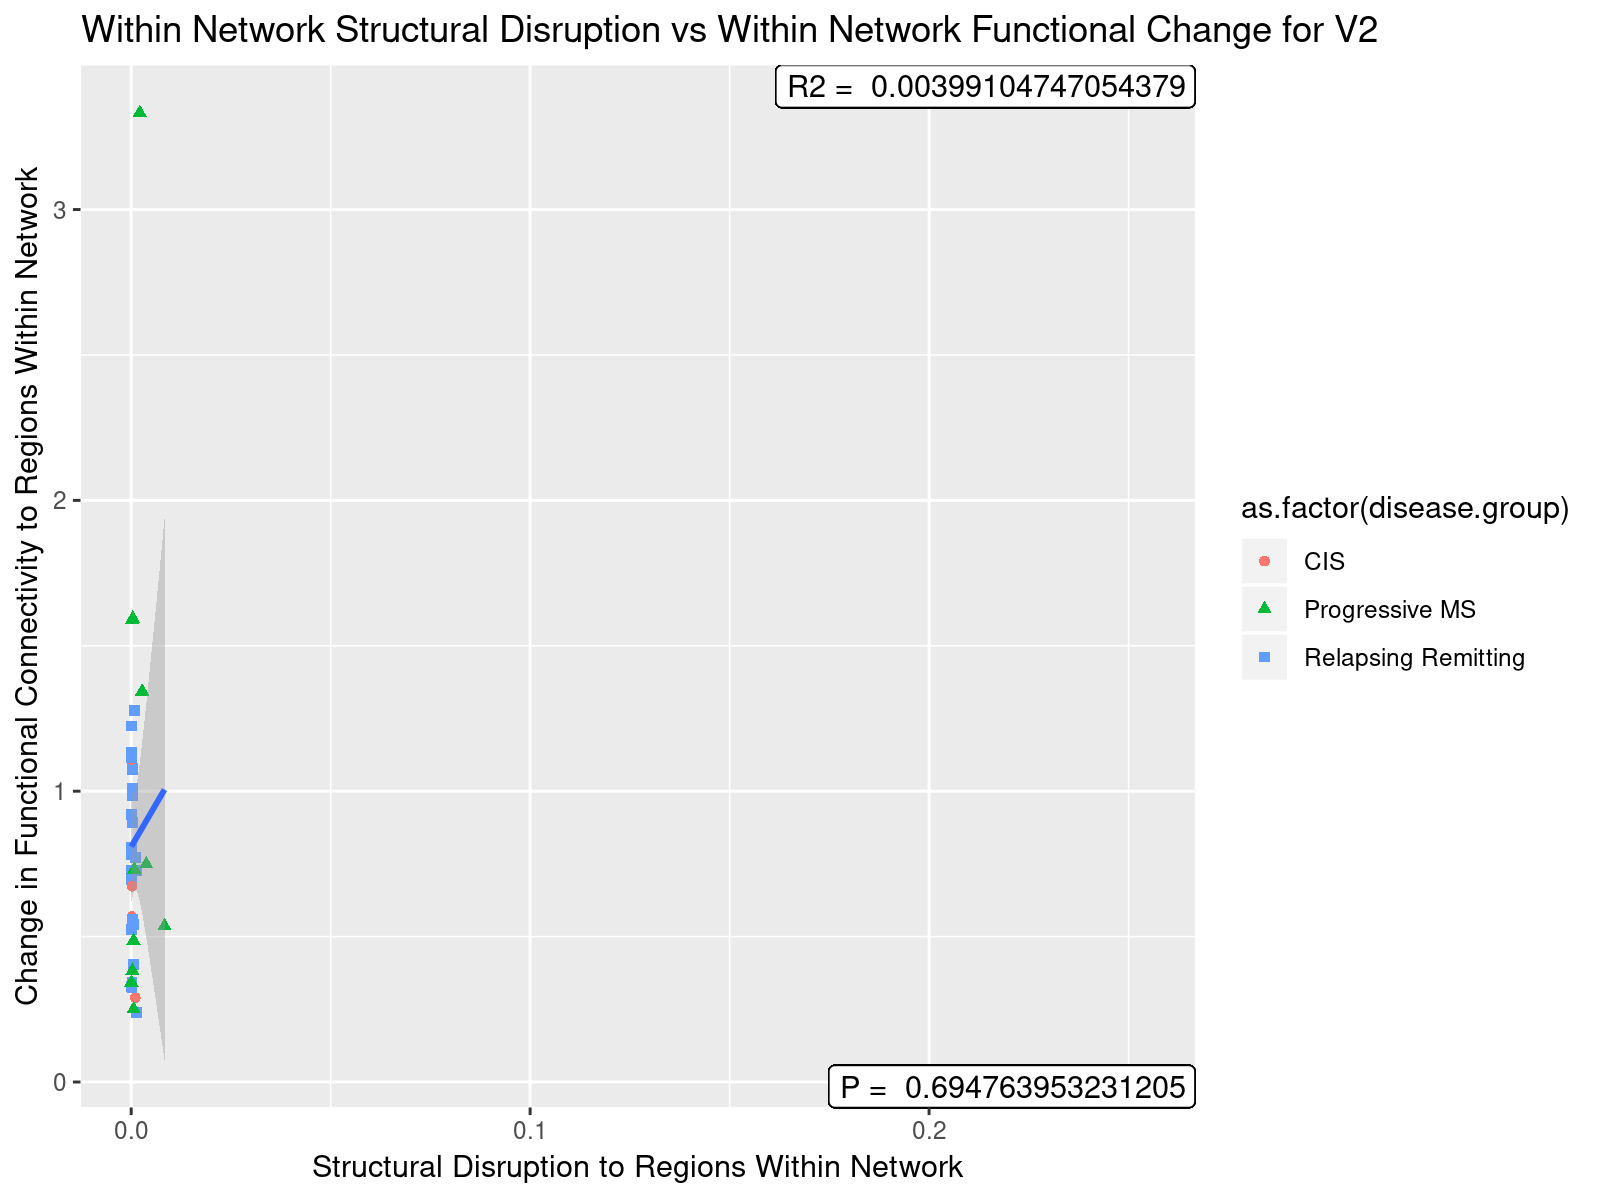 Within Network Structural Disruption vs Within Network Functional Change for V2
R2 =  0.00399104747054379
Change in Functional Connectivity to Regions Within Network
3
2
1
0
as.factor(disease.group)
CIS
Progressive MS
Relapsing Remitting
P =  0.694763953231205
0.0
0.1
0.2
Structural Disruption to Regions Within Network